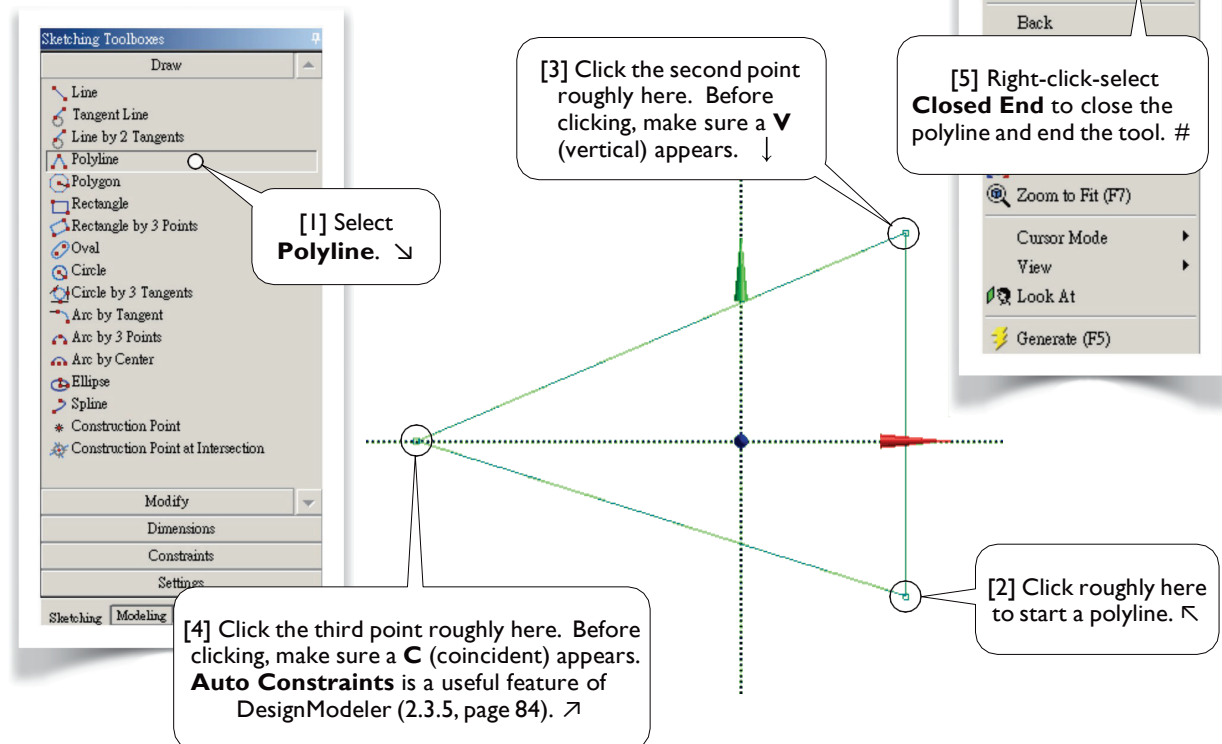 Sketching Toolboxes
Draw
Line
Tangent Line
Line by 2 Tangents
Polyline
Polygon
Rectangle
Rectangle by 3 Points
Oval
Circle
Circle by 3 Tangents
Arc by Tangent
Arc by 3 Points
Arc by Center
Ellipse
Spline
Construction Point
Construction Point at Intersection
Modify
Dimensions
Constraints
Settings
Sketching Modeling
[1] Select
Polyline. ↘
[3] Click the second point
roughly here. Before
clicking, make sure a V
(vertical) appears. ↓
Back
[5] Right-click-select
Closed End to close the
polyline and end the tool. #
Zoom to Fit (F7)
Cursor Mode
View
Look At
Generate (F5)
[2] Click roughly here
to start a polyline. ↖
[4] Click the third point roughly here. Before
clicking, make sure a C (coincident) appears.
Auto Constraints is a useful feature of
DesignModeler (2.3.5, page 84). ↗